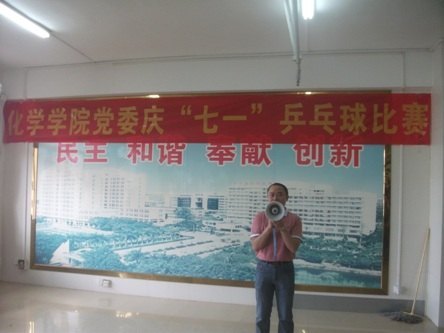 化学学院党委庆“七一”乒乓球比赛
民主 和谐 奉献 创新